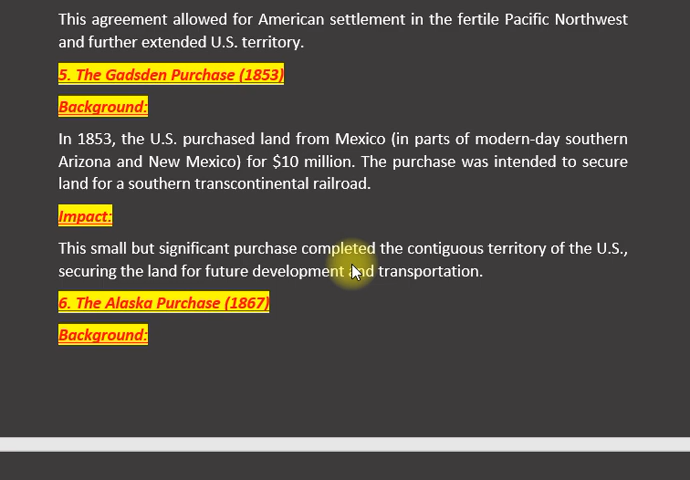 This agreement allowed for American settlement in the fertile Pacific Northwest
and further extended U.S. territory.
5. The Gadsden Purchase (1853)
Background:
In 1853, the U.S. purchased land from Mexico (in parts of modern-day southern
Arizona and New Mexico) for $10 million. The purchase was intended to secure
land for a southern transcontinental railroad.
Impact:
This small but significant purchase completed the contiguous territory of the U.S.,
securing the land for future development and transportation.
6. The Alaska Purchase (1867)
Background: